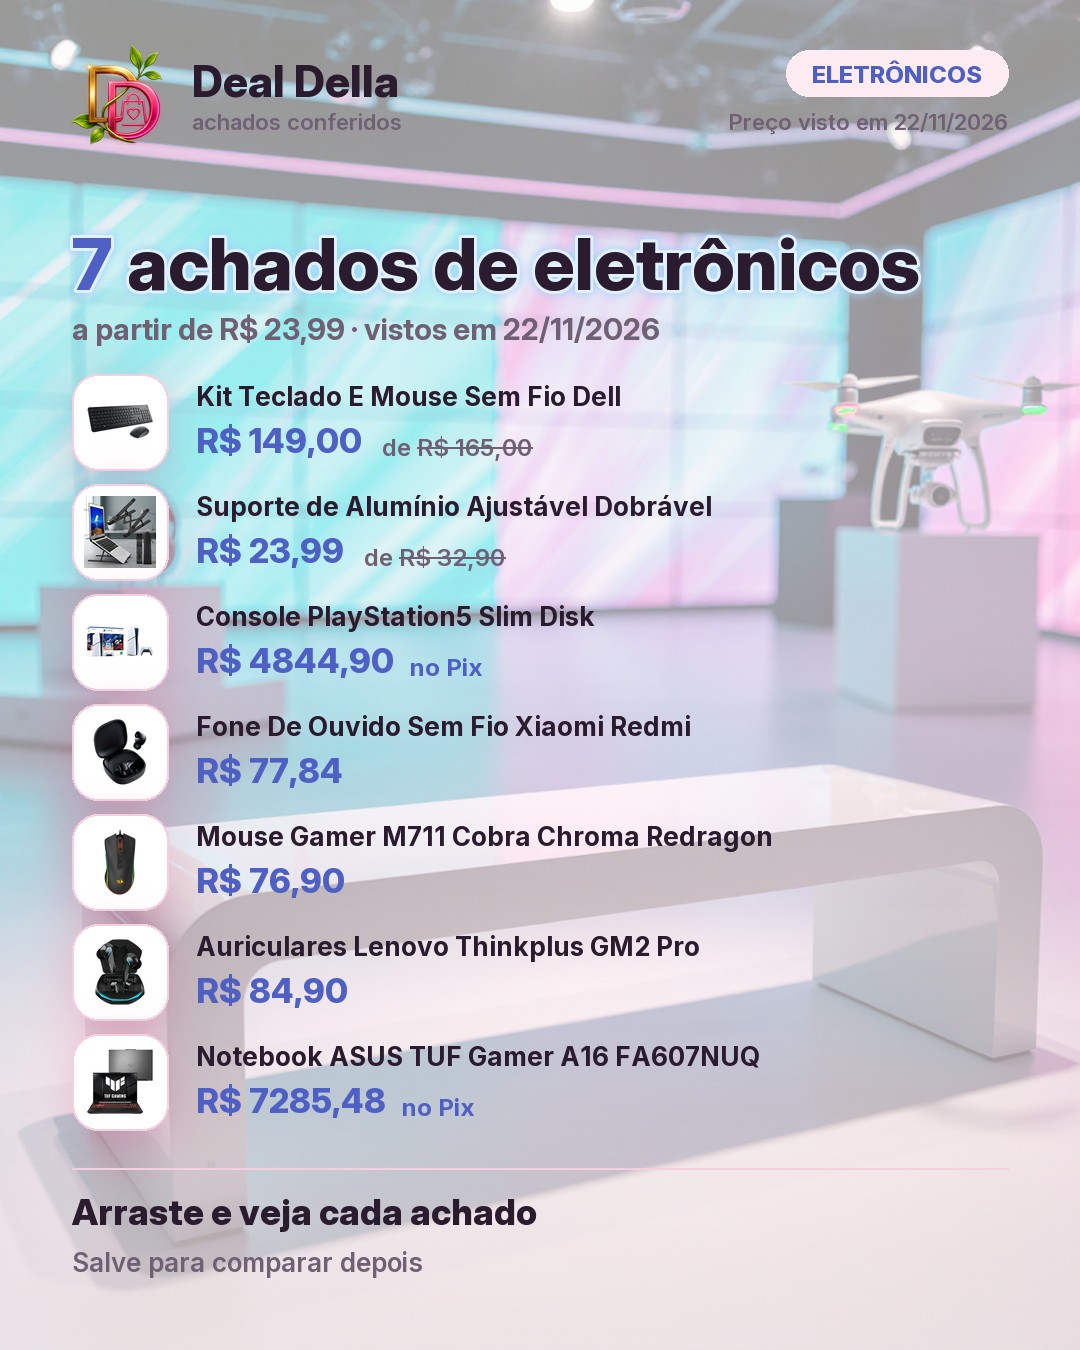 Deal Della
achados conferidos
ELETRÔNICOS
Preço visto em 22/11/2026
7 achados de eletrônicos
a partir de R$ 23,99 · vistos em 22/11/2026
Kit Teclado E Mouse Sem Fio Dell
R$ 149,00 de R$ 165,00
Suporte de Alumínio Ajustável Dobrável
R$ 23,99 de R$ 32,90
Console PlayStation5 Slim Disk
R$ 4844,90 no Pix
Fone De Ouvido Sem Fio Xiaomi Redmi
R$ 77,84
Mouse Gamer M711 Cobra Chroma Redragon
R$ 76,90
Auriculares Lenovo Thinkplus GM2 Pro
R$ 84,90
Notebook ASUS TUF Gamer A16 FA607NUQ
R$ 7285,48 no Pix
TUF GAMING
Arraste e veja cada achado
Salve para comparar depois